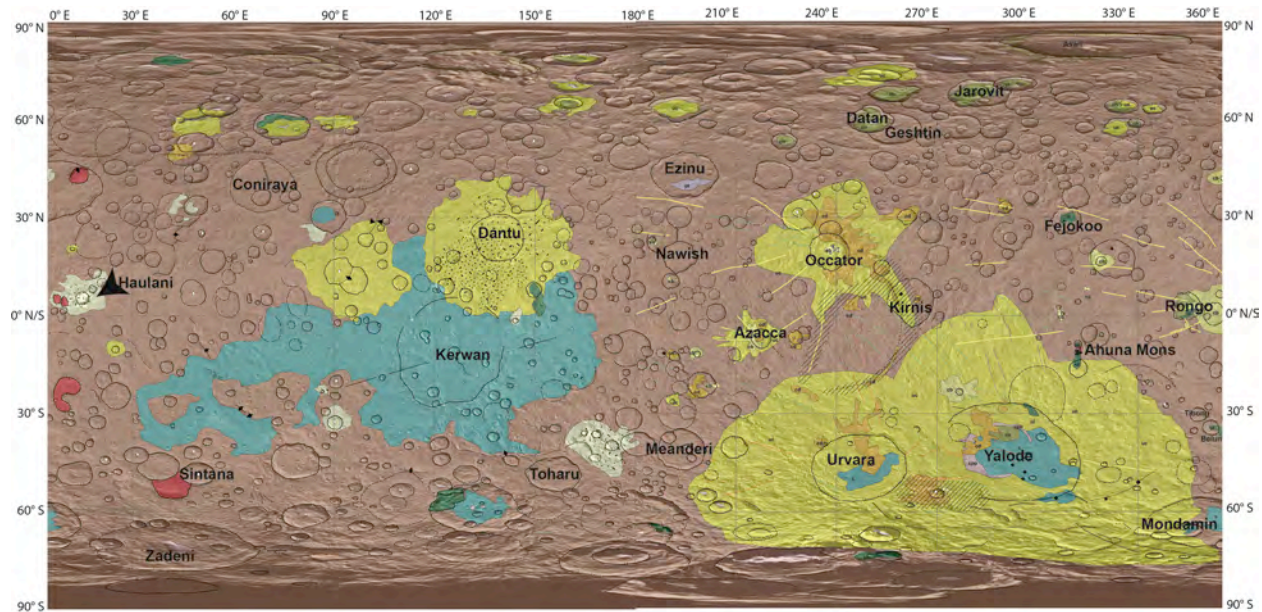 0° E 30° E 60° E 90° E 120° E 150° E 180° E 210° E 240° E 270° E 300° E 330° E 360° E
90° N 90° N
Jarovit
60° N Datan 60° N
Geshtin
Ezinu
Coniraya
30° N 30° N
Fejokoo
Dantu
Nawish
Occator
Haulani
Kirnis Rongo
0° N/S 0° N/S
Azacca
Kerwan Ahuna Mons
30° S 30° S
Meanderi
Urvara Yalode
Sintana Toharu
60° S 60° S
Mondamin
Zadeni
90° S 90° S